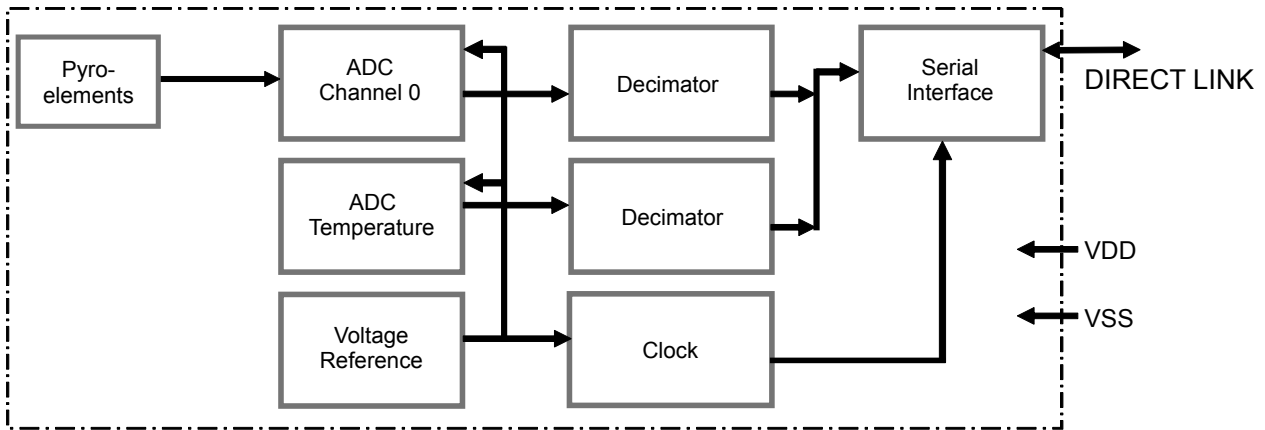 Pyro-
elements
ADC
Channel 0
Decimator
Serial
Interface
DIRECT LINK
ADC
Temperature
Decimator
VDD
VSS
Voltage
Reference
Clock